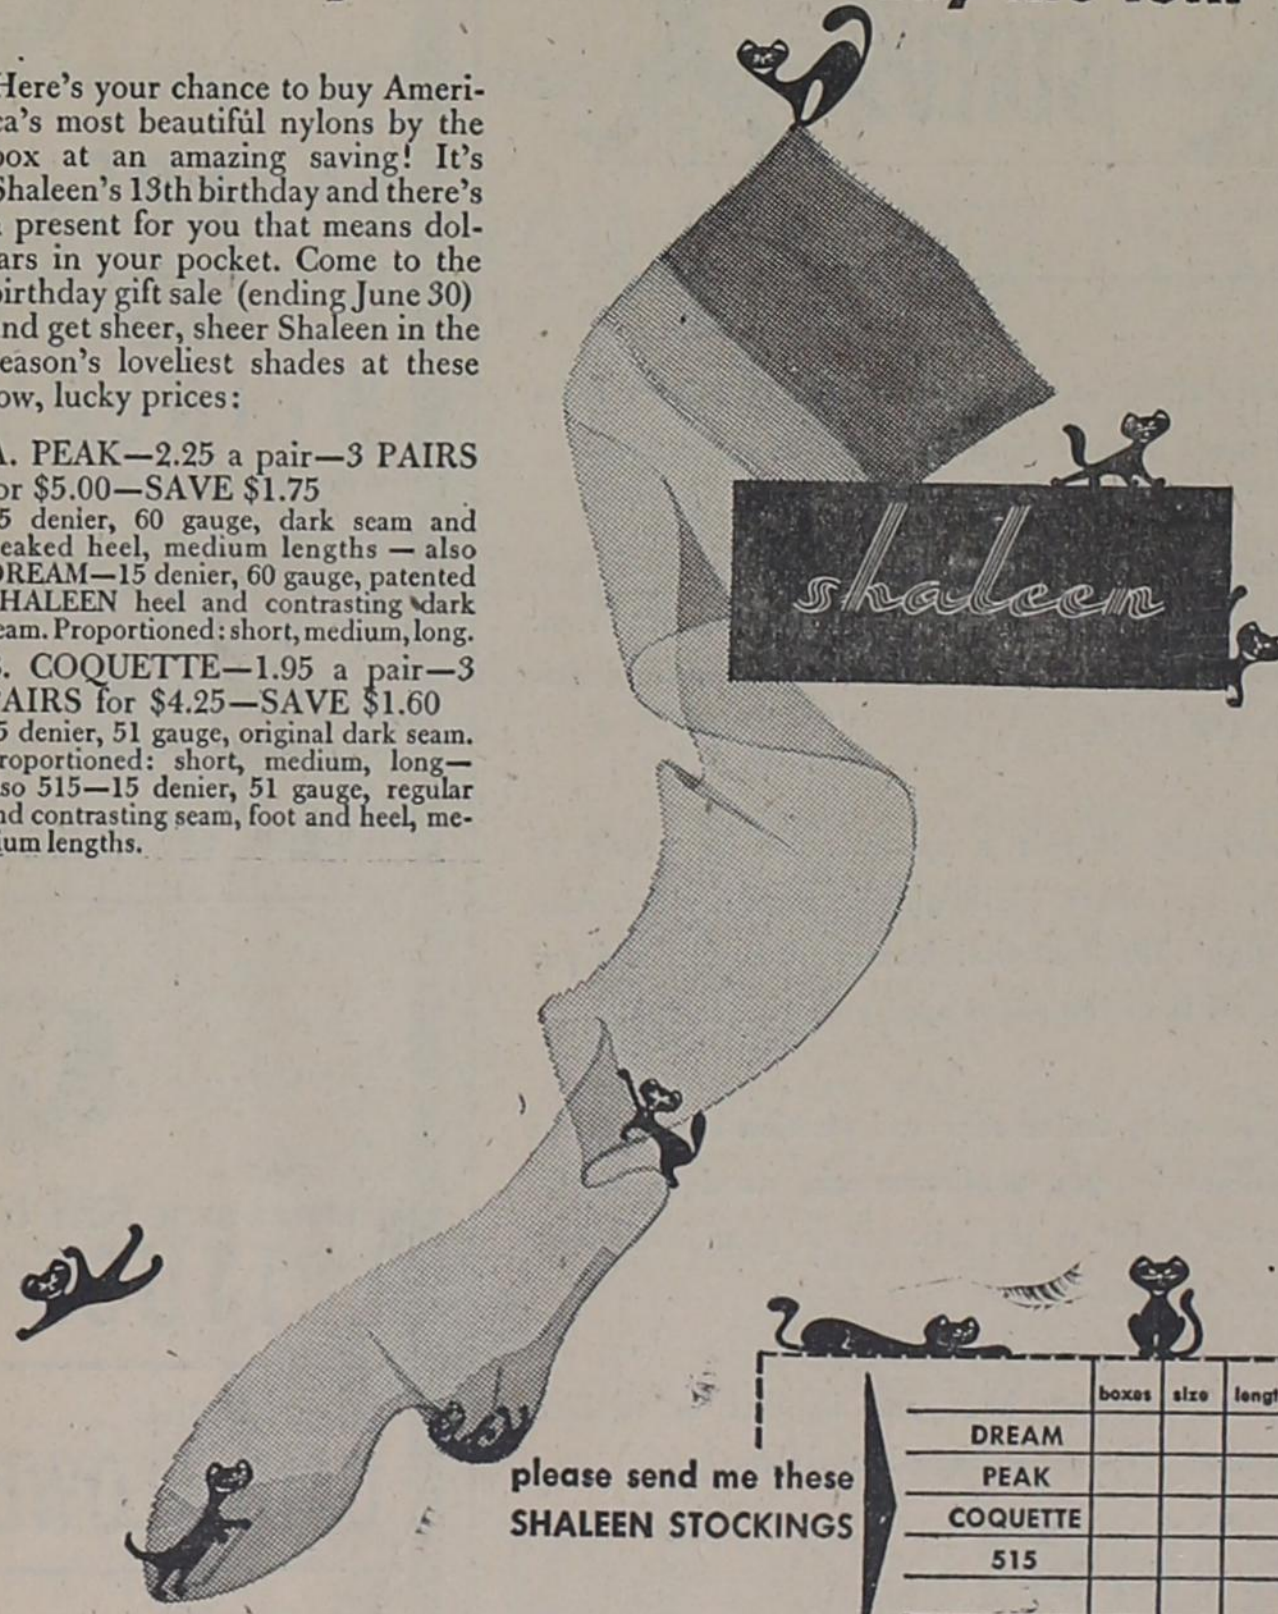 Here's your chance to buy Ameri-
ca's most beautiful nylons by the
box at an amazing saving! It's
Shaleen's 13th birthday and there's
present for you that means dol-
ars in your pocket. Come to the
birthday gift sale (ending June 30)
nd get sheer, sheer Shaleen in the
eason's loveliest shades at these
ow, lucky prices:
A. PEAK—2.25 a pair—3 PAIRS
or $5.00—SAVE $1.75
5 denier, 60 gauge, dark seam and
eaked heel, medium lengths — also
DREAM—15 denier, 60 gauge, patented
HALEEN heel and contrasting dark
eam. Proportioned: short, medium, long.
. COQUETTE—1.95 a pair—3
AIRS for $4.25—SAVE $1.60
5 denier, 51 gauge, original dark seam.
roportioned: short, medium, long—
so 515—15 denier, 51 gauge, regular
nd contrasting seam, foot and heel, me-
ium lengths.
shaleen
please send me these
SHALEEN STOCKINGS
boxes size lengt
DREAM
PEAK
COQUETTE
515